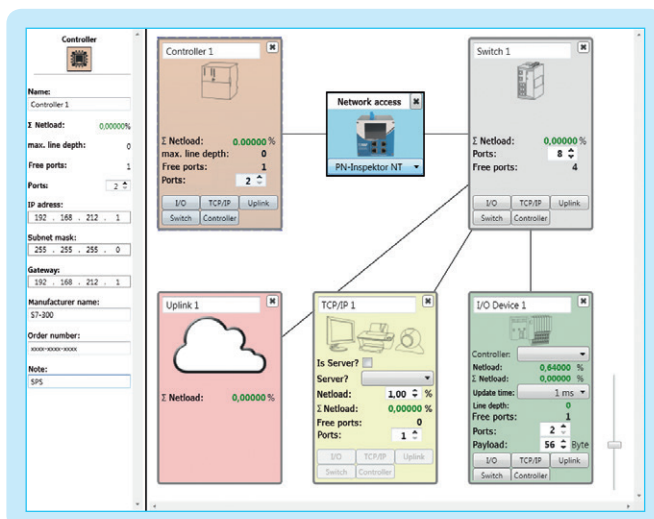 Controller
Name:
Controller 1
Σ Netload: 0,00000%
max. line depth: 0
Free ports: 1
Ports: 2
IP adress:
192 . 168 . 212 . 1
Subnet mask:
255 . 255 . 255 . 0
Gateway:
192 . 168 . 212 . 1
Manufacturer name:
S7-300
Order number:
xxxx-xxxx-xxxx
Note:
SPS
Controller 1
Σ Netload: 0.00000 %
max. line depth: 0
Free ports: 1
Ports: 2
I/O TCP/IP Uplink
Switch Controller
Network access
PN-Inspektor NT
Switch 1
Σ Netload: 0,00000 %
Ports: 8
Free ports: 4
I/O TCP/IP Uplink
Switch Controller
Uplink 1
Σ Netload: 0,00000 %
TCP/IP 1
Is Server?
Server?
Netload: 1,00 %
Σ Netload: 0,00000 %
Free ports: 0
Ports: 1
I/O TCP/IP Uplink
Switch Controller
I/O Device 1
Controller:
Netload: 0,64000 %
Σ Netload: 0,00000 %
Update time: 1 ms
Line depth: 0
Free ports: 1
Ports: 2
Payload: 56 Byte
I/O TCP/IP Uplink
Switch Controller